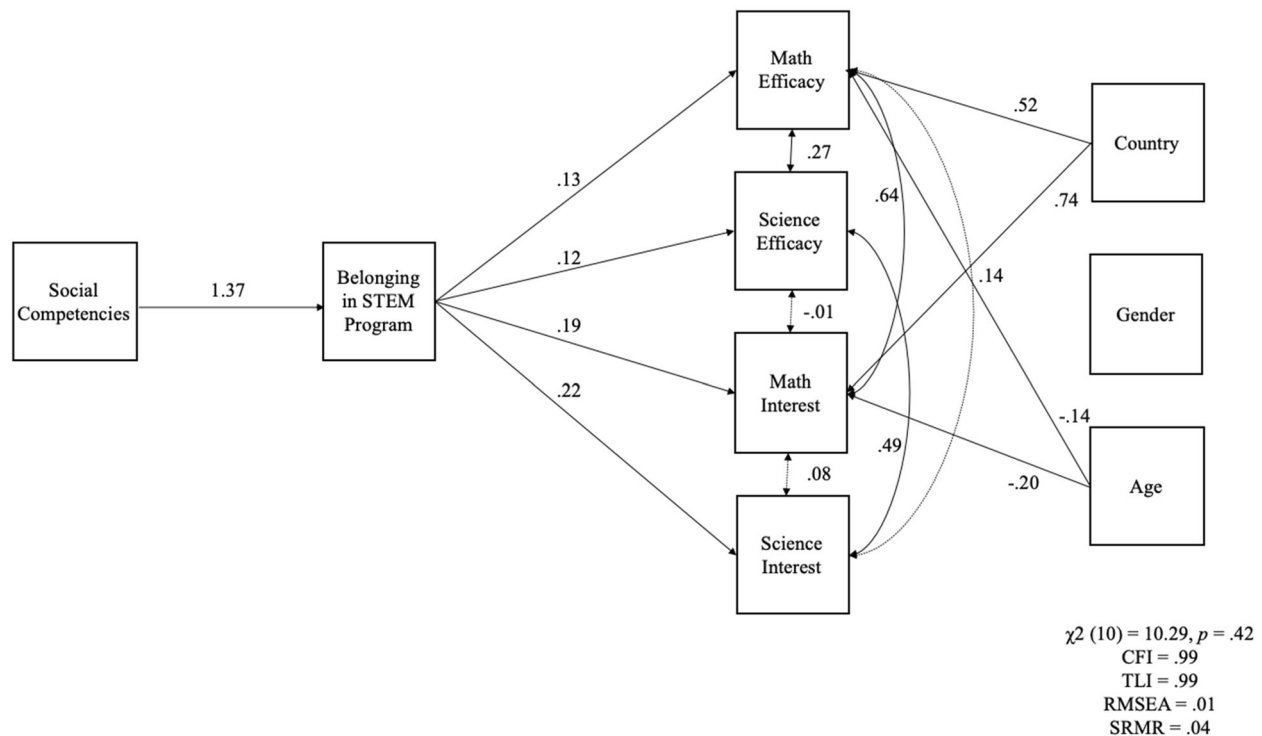 Math
Efficacy
.52
Country
.27
.13
.64
.74
Science
Efficacy
.12
Social
Competencies
1.37
Belonging
in STEM
Program
.14
-.01
Gender
.19
Math
Interest
.22
-.14
.49
.08
-.20
Age
Science
Interest
χ2 (10) = 10.29, p = .42
CFI = .99
TLI = .99
RMSEA = .01
SRMR = .04